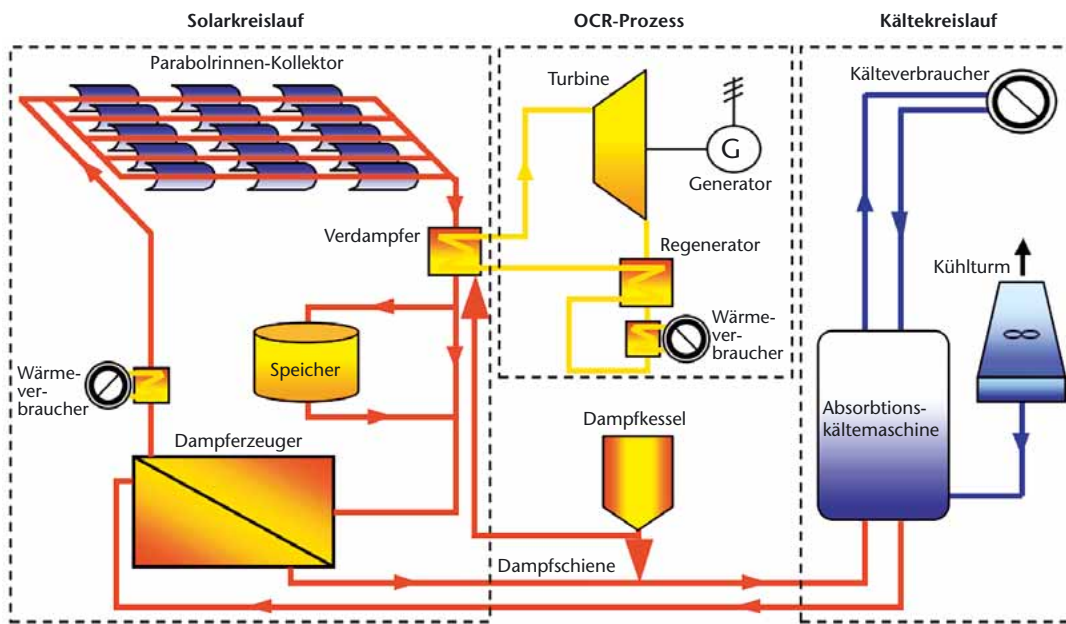 Solarkreislauf
OCR-Prozess
Kältekreislauf
Parabolrinnen-Kollektor
Turbine
Kälteverbraucher
G
Generator
Verdampfer
Regenerator
Kühlturm
Wärme-
ver-
braucher
Speicher
Wärme-
ver-
braucher
Dampferzeuger
Dampfkessel
Absorbtions-
kältemaschine
Dampfschiene